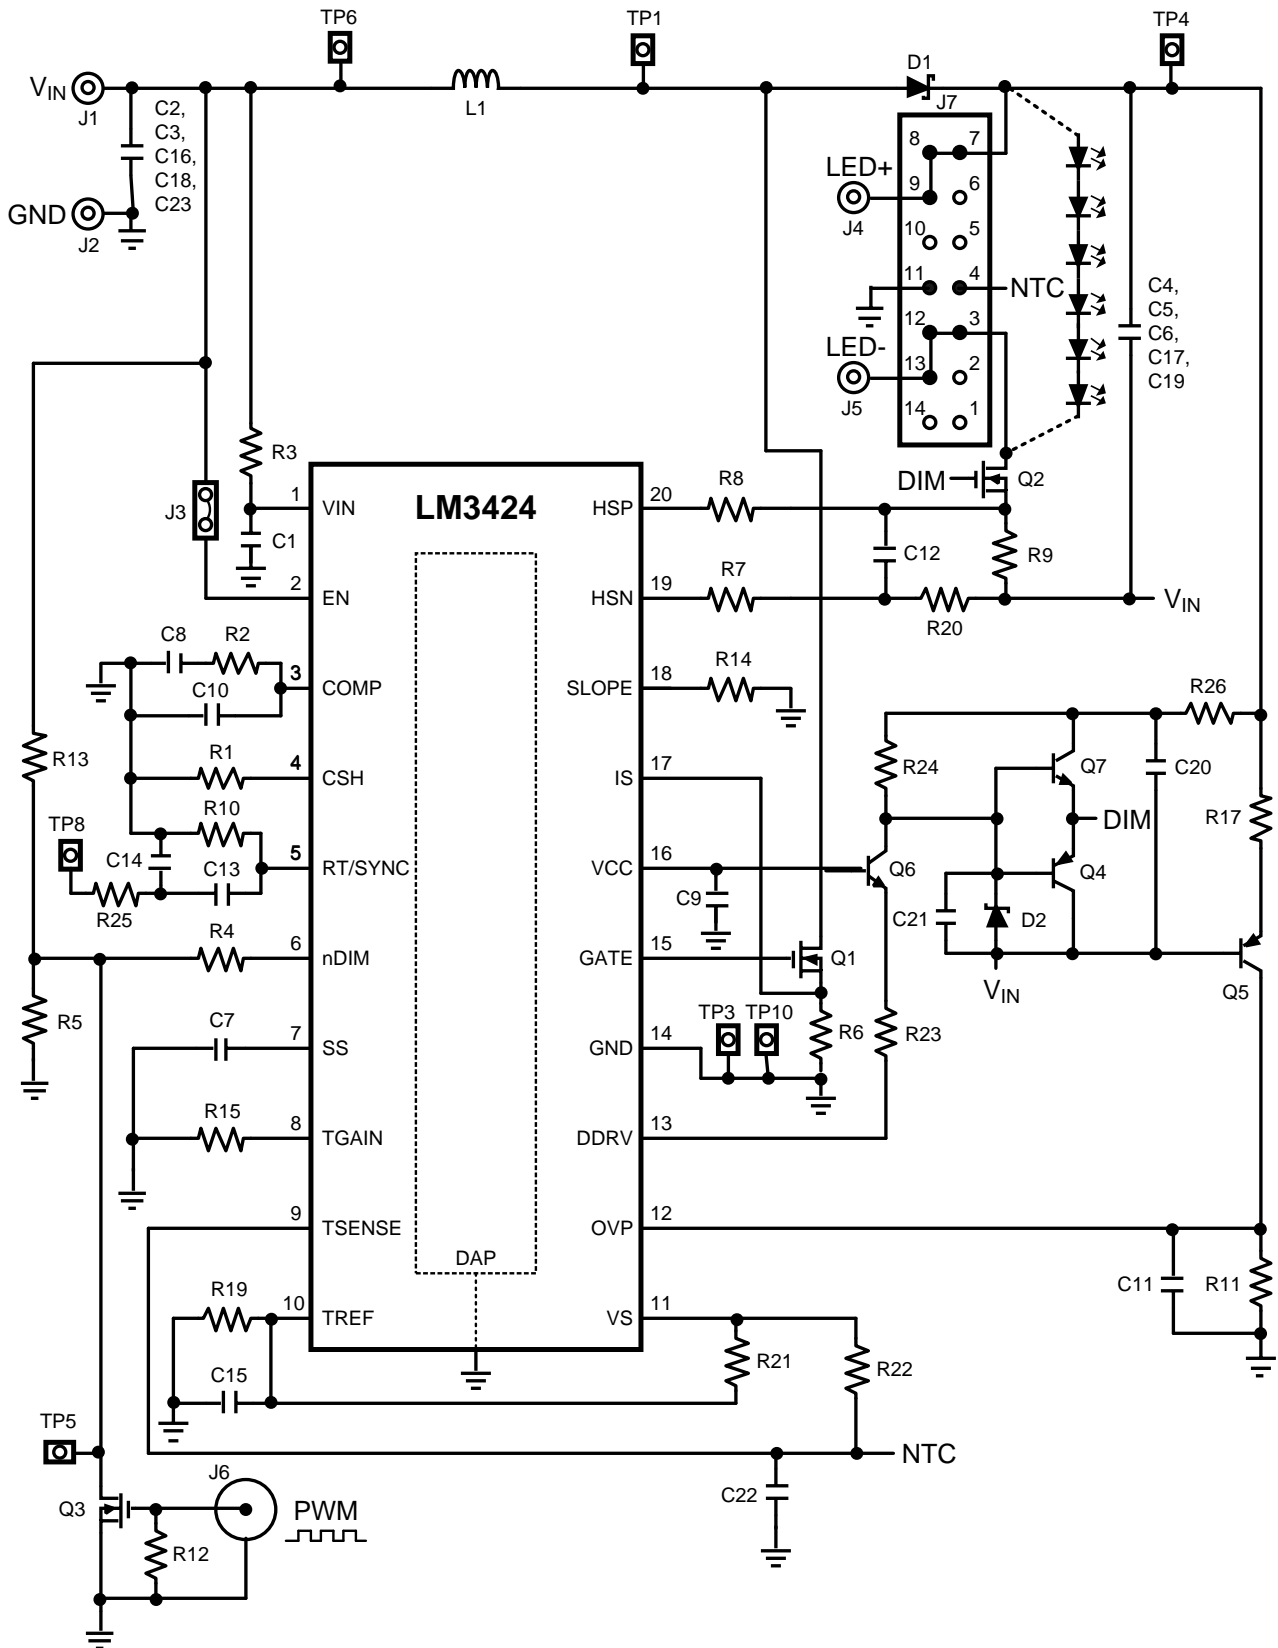 TP6
TP1
TP4
VIN
J1
C2,
C3,
C16,
C18,
C23
GND
J2
L1
D1
J7
8
7
LED+
9
6
J4
10
5
11
4
NTC
12
3
LED-
13
2
J5
14
1
C4,
C5,
C6,
C17,
C19
DIM
Q2
R3
J3
C1
LM3424
1
VIN
2
EN
3
COMP
4
CSH
5
RT/SYNC
6
nDIM
7
SS
8
TGAIN
9
TSENSE
10
TREF
DAP
20
HSP
19
HSN
18
SLOPE
17
IS
16
VCC
15
GATE
14
GND
13
DDRV
12
OVP
11
VS
R8
C12
R9
R7
R20
VIN
R14
C8
R2
C10
R1
R13
R10
TP8
C14
C13
R25
R4
R5
C7
R15
R19
C15
R26
R24
Q7
C20
DIM
R17
Q6
Q4
C9
C21
D2
VIN
Q5
Q1
TP3
TP10
R6
R23
C11
R11
R21
R22
NTC
C22
TP5
Q3
J6
PWM
R12